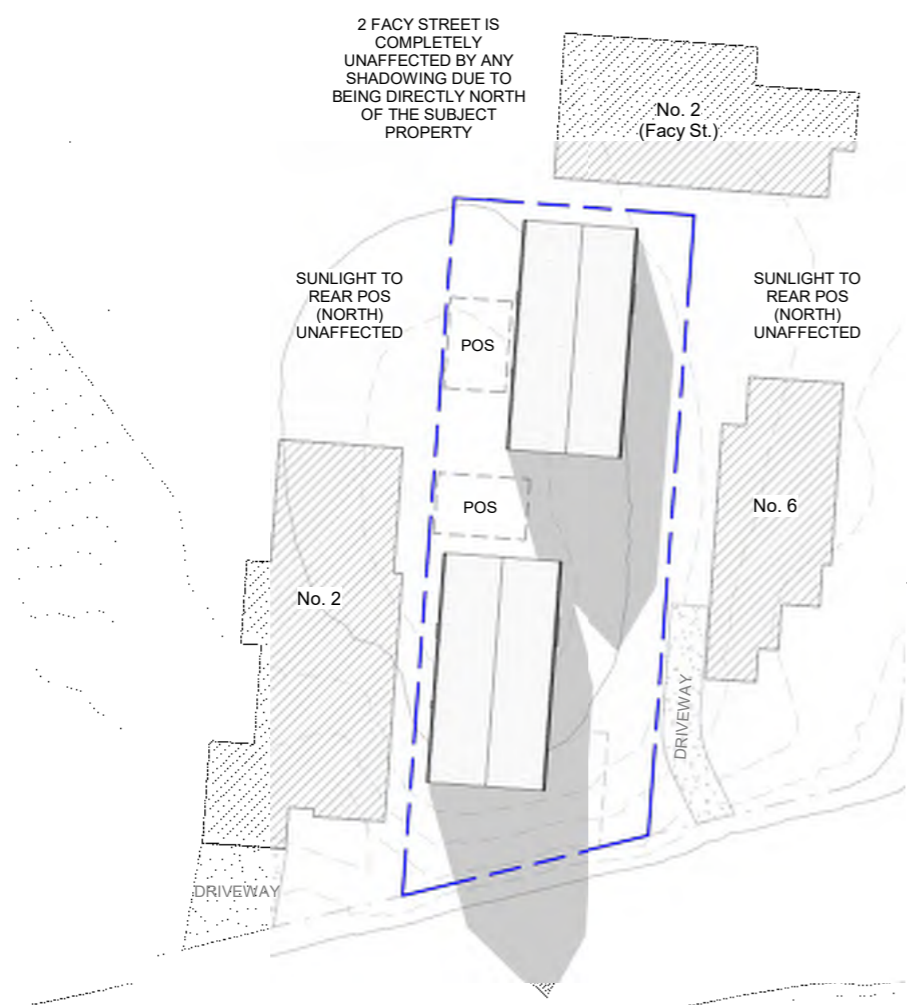 2 FACY STREET IS
COMPLETELY
UNAFFECTED BY ANY
SHADOWING DUE TO
BEING DIRECTLY NORTH
OF THE SUBJECT
PROPERTY
No. 2
(Facy St.)
SUNLIGHT TO
REAR POS
(NORTH)
UNAFFECTED
SUNLIGHT TO
REAR POS
(NORTH)
UNAFFECTED
POS
POS
No. 6
No. 2
DRIVEWAY
DRIVEWAY